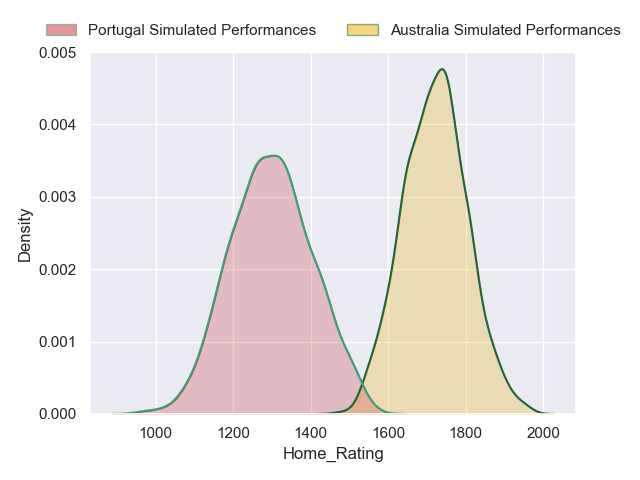 Portugal Simulated Performances
Australia Simulated Performances
0.005
0.004
0.003
0.002
0.001
0.000
Density
1000 1200 1400 1600 1800 2000
Home_Rating